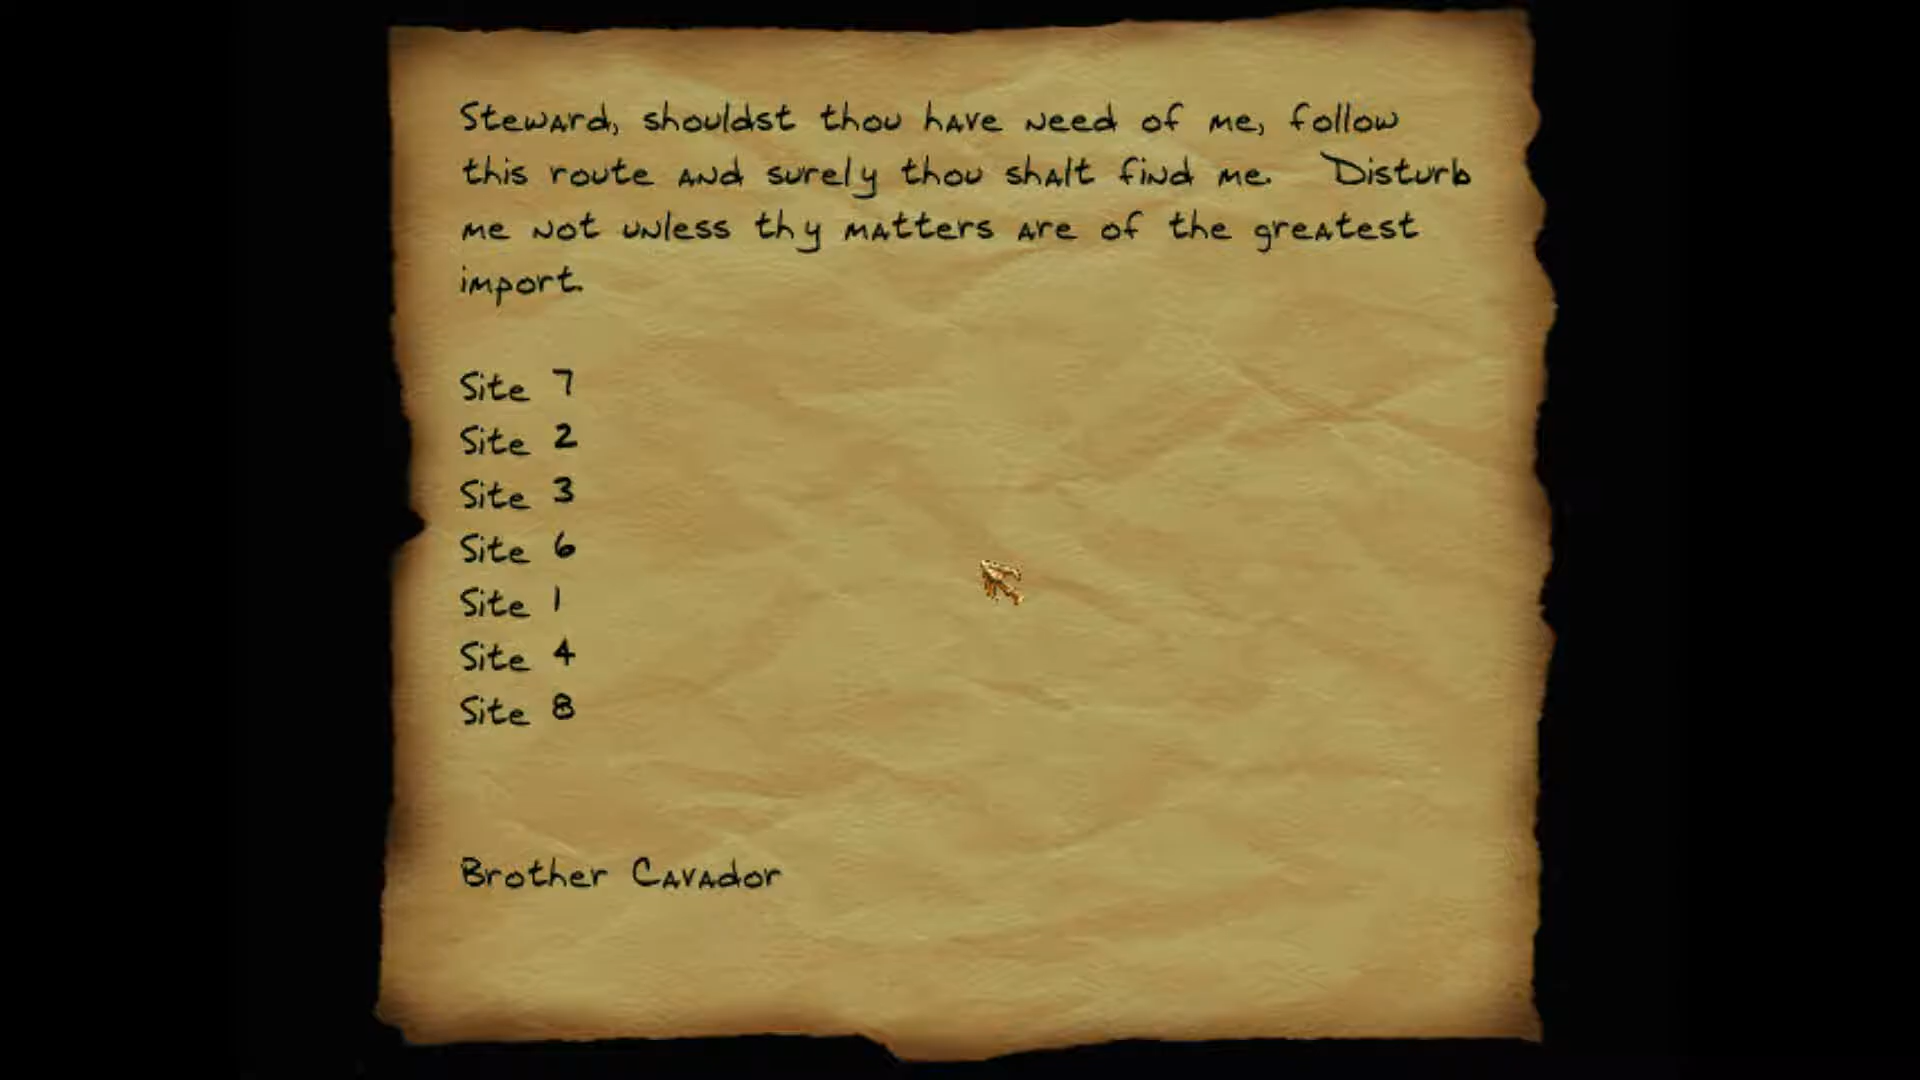 Steward, shouldst thou have need of me, follow
this route and surely thou shalt find me. Disturb
me not unless thy matters are of the greatest
import.
Site 7
Site 2
Site 3
Site 6
Site 1
Site 4
Site 8
Brother Cavador